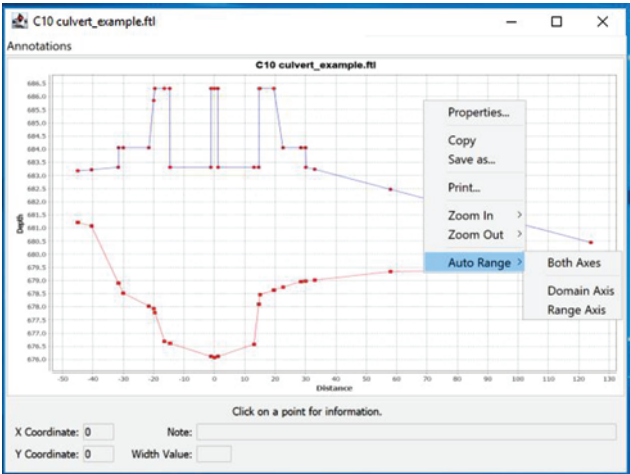 C10 culvert_example.ftl
Annotations
C10 culvert_example.ftl
686.5
686.0
685.5
685.0
684.5
684.0
683.5
683.0
682.5
682.0
681.5
681.0
680.5
680.0
679.5
679.0
678.5
678.0
677.5
677.0
676.5
676.0
Depth
-50 -40 -30 -20 -10 0 10 20 30 40 50 60 70 80 90 100 110 120 130
Distance
Properties...
Copy
Save as...
Print...
Zoom In >
Zoom Out >
Auto Range >
Both Axes
Domain Axis
Range Axis
Click on a point for information.
X Coordinate: 0 Note:
Y Coordinate: 0 Width Value: